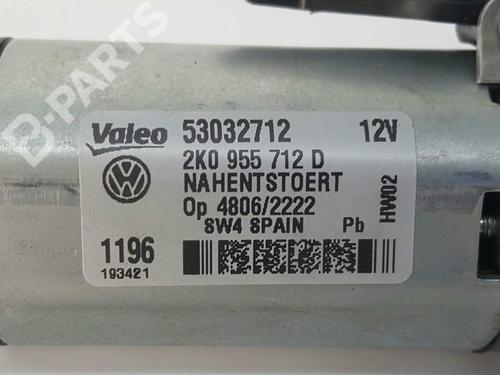 B-PARTS
Valeo 53032712 12V
2K0 955 712 D
NAHENTSTOERT
Op 4806/2222
SW4 SPAIN Pb
HW02
1196
193421